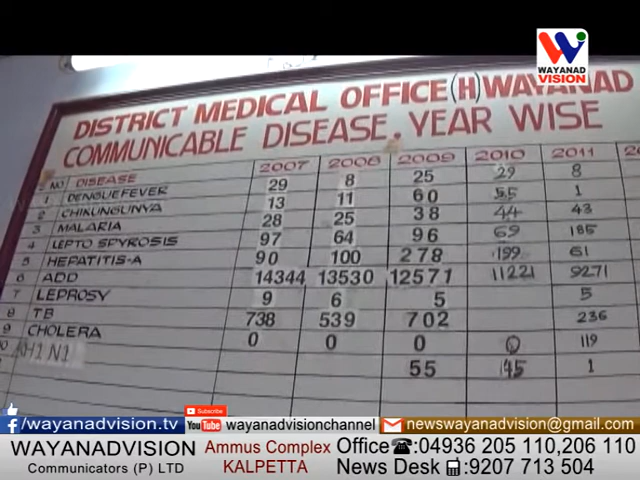 WAYANAD
VISION
DISTRICT MEDICAL OFFICE (H) WAYANAD
COMMUNICABLE DISEASE. YEAR WISE
NO DISEASE 2007 2008 2009 2010 2011
1 DENGUEFEVER 29 8 25 29 8
2 CHIKUNGUNYA 13 11 60 55 1
3 MALARIA 28 25 38 44 43
4 LEPTO SPYROSIS 97 64 96 69 185
5 HEPATITIS-A 90 100 278 199 61
6 ADD 14344 13530 12571 11221 9271
7 LEPROSY 9 6 5 5
8 TB 738 539 702 236
9 CHOLERA 0 0 0 0 119
H1N1 55 45 1
Subscribe
/wayanadvision.tv You Tube wayanadvisionchannel newswayanadvision@gmail.com
WAYANADVISION Ammus Complex Office :04936 205 110,206 110
Communicators (P) LTD KALPETTA News Desk :9207 713 504